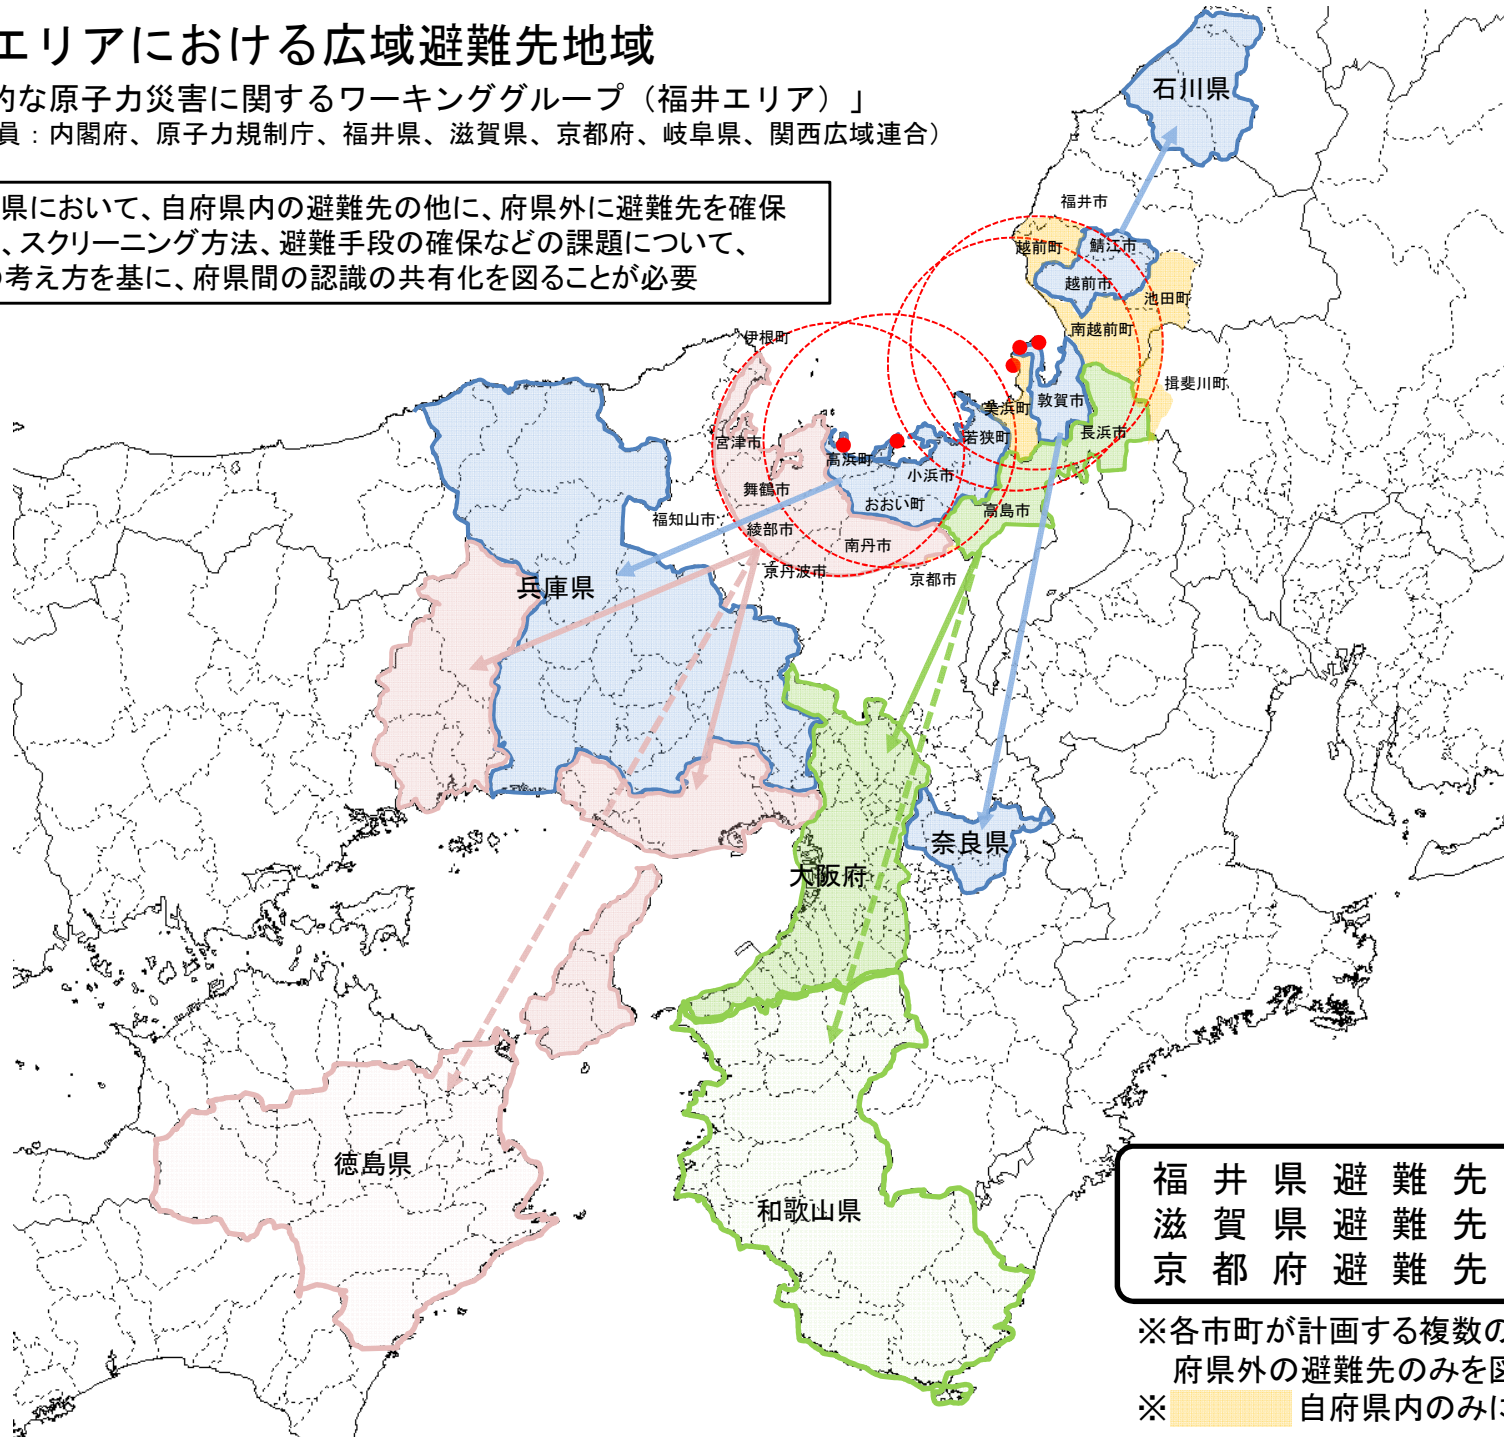 エリアにおける広域避難先地域
的な原子力災害に関するワーキンググループ（福井エリア）」
員：内閣府、原子力規制庁、福井県、滋賀県、京都府、岐阜県、関西広域連合）
県において、自府県内の避難先の他に、府県外に避難先を確保
、スクリーニング方法、避難手段の確保などの課題について、
の考え方を基に、府県間の認識の共有化を図ることが必要
石川県
福井市
越前町
鯖江市
越前市
池田町
南越前町
揖斐川町
伊根町
美浜町
敦賀市
長浜市
宮津市
若狭町
高浜町
小浜市
舞鶴市
おおい町
高島市
福知山市
綾部市
南丹市
京丹波市
京都市
兵庫県
奈良県
大阪府
徳島県
和歌山県
福井県避難先
滋賀県避難先
京都府避難先
※各市町が計画する複数の
府県外の避難先のみを図
※ 自府県内のみに